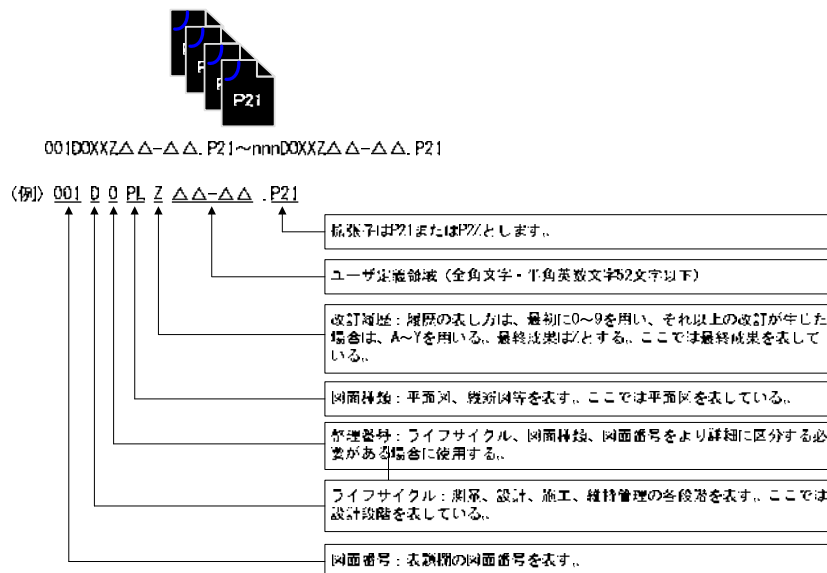 P21
001D0XXZ△△-△△.P21～nnnD0XXZ△△-△△.P21
(例) 001 D 0 PL Z △△-△△ .P21
拡張子はP21またはP2Zとします。
ユーザ定義領域（全角文字・半角英数文字52文字以下）
改訂履歴：履歴の表し方は、最初に0～9を用い、それ以上の改訂が生じた
場合は、A～Yを用いる。最終成果はZとする。ここでは最終成果を表して
いる。
図面種類：平面図、縦断図等を表す。ここでは平面図を表している。
整理番号：ライフサイクル、図面種類、図面番号をより詳細に区分する必
要がある場合に使用する。
ライフサイクル：測量、設計、施工、維持管理の各段階を表す。ここでは
設計段階を表している。
図面番号：表題欄の図面番号を表す。